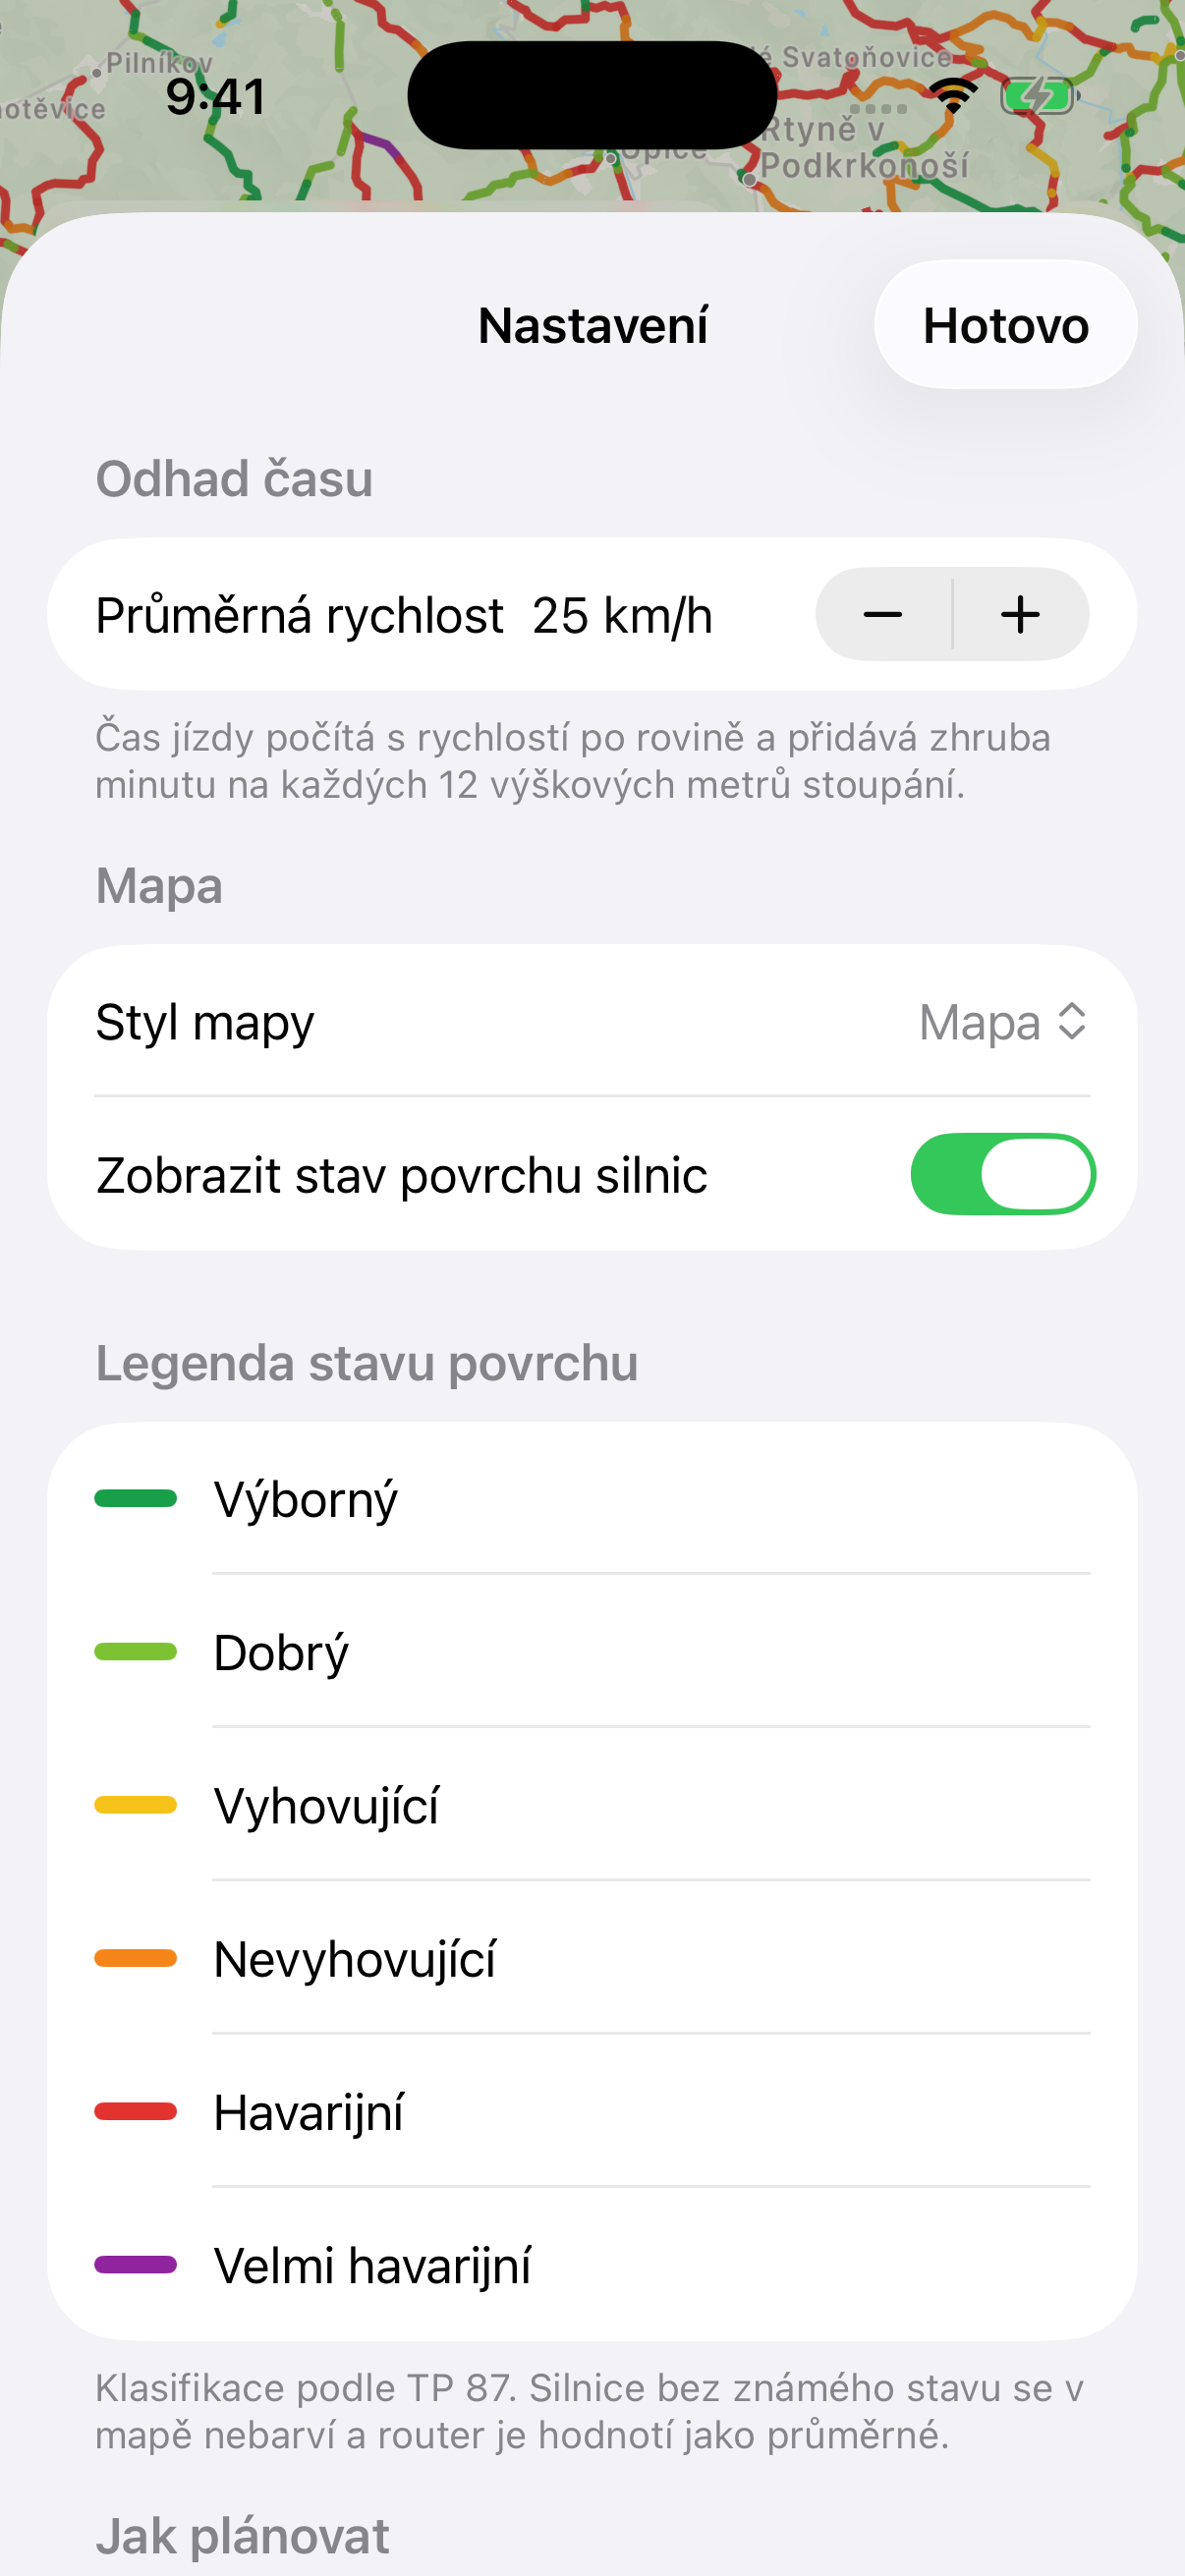 Pilníkov
9:41
Svatoňovice
Rtyně v
Podkrkonoší
Nastavení
Hotovo
Odhad času
Průměrná rychlost 25 km/h
Čas jízdy počítá s rychlostí po rovině a přidává zhruba
minutu na každých 12 výškových metrů stoupání.
Mapa
Styl mapy Mapa
Zobrazit stav povrchu silnic
Legenda stavu povrchu
Výborný
Dobrý
Vyhovující
Nevyhovující
Havarijní
Velmi havarijní
Klasifikace podle TP 87. Silnice bez známého stavu se v
mapě nebarví a router je hodnotí jako průměrné.
Jak plánovat